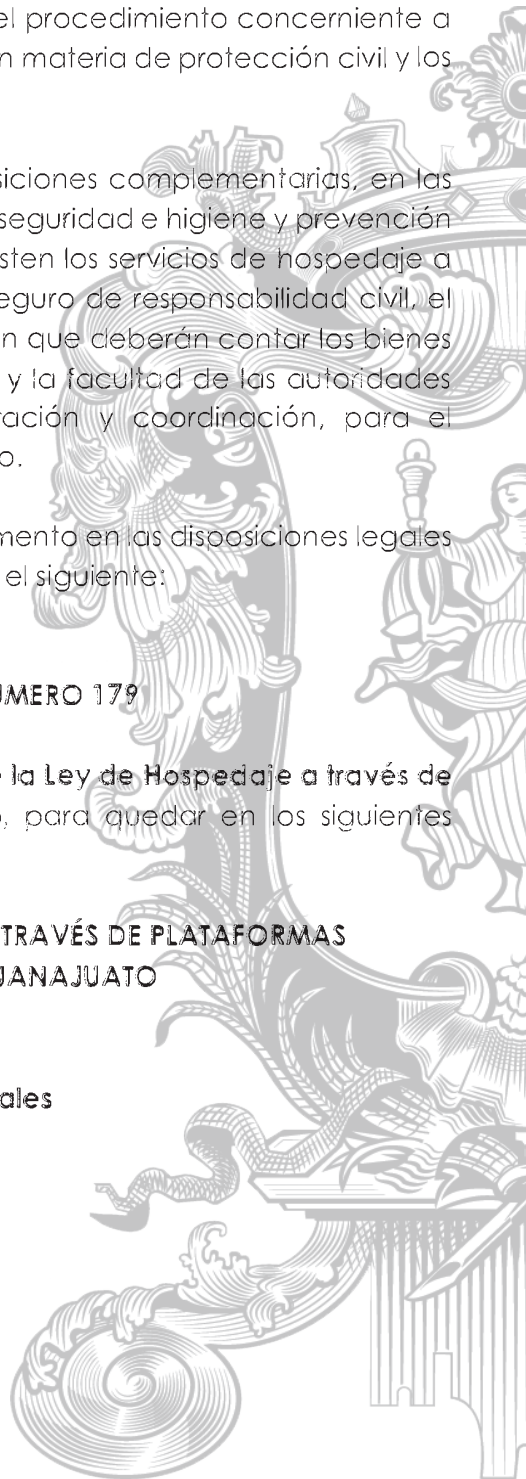 el procedimiento concerniente a
n materia de protección civil y los
siciones complementarias, en las
seguridad e higiene y prevención
sten los servicios de hospedaje a
eguro de responsabilidad civil, el
n que deberán contar los bienes
y la facultad de las autoridades
ración y coordinación, para el
o.
mento en las disposiciones legales
el siguiente:
UMERO 179
e la Ley de Hospedaje a través de
o, para quedar en los siguientes
TRAVÉS DE PLATAFORMAS
UANAJUATO
ales